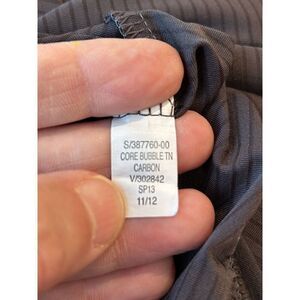 S/387760-00
CORE BUBBLE TN
CARBON
V/302842
SP13
11/12